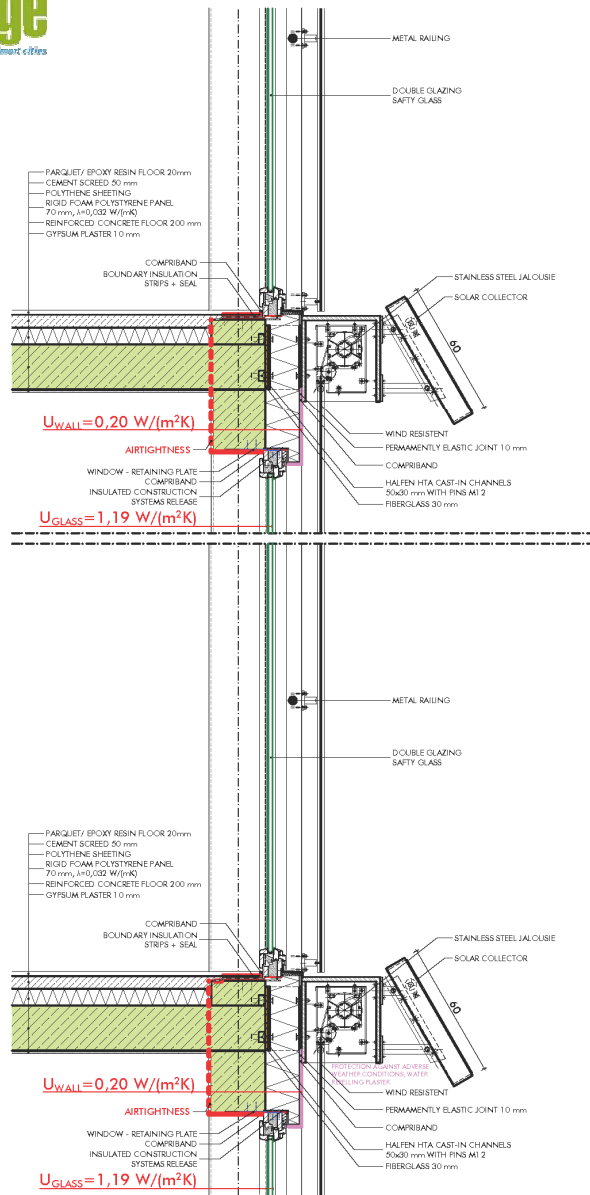 ge
smart cities
METAL RAILING
DOUBLE GLAZING
SAFTY GLASS
PARQUET/ EPOXY RESIN FLOOR 20mm
CEMENT SCREED 50 mm
POLYTHENE SHEETING
RIGID FOAM POLYSTYRENE PANEL
70 mm, λ=0,032 W/(mK)
REINFORCED CONCRETE FLOOR 200 mm
GYPSUM PLASTER 10 mm
COMPRIBAND
BOUNDARY INSULATION
STRIPS + SEAL
STAINLESS STEEL JALOUSIE
SOLAR COLLECTOR
60
UWALL=0,20 W/(m²K)
AIRTIGHTNESS
WINDOW - RETAINING PLATE
COMPRIBAND
INSULATED CONSTRUCTION
SYSTEMS RELEASE
UGLASS=1,19 W/(m²K)
WIND RESISTENT
PERMAMENTLY ELASTIC JOINT 10 mm
COMPRIBAND
HALFEN HTA CAST-IN CHANNELS
50x30 mm WITH PINS M12
FIBERGLASS 30 mm
METAL RAILING
DOUBLE GLAZING
SAFTY GLASS
PARQUET/ EPOXY RESIN FLOOR 20mm
CEMENT SCREED 50 mm
POLYTHENE SHEETING
RIGID FOAM POLYSTYRENE PANEL
70 mm, λ=0,032 W/(mK)
REINFORCED CONCRETE FLOOR 200 mm
GYPSUM PLASTER 10 mm
COMPRIBAND
BOUNDARY INSULATION
STRIPS + SEAL
STAINLESS STEEL JALOUSIE
SOLAR COLLECTOR
60
PROTECTION AGAINST ADVERSE
WEATHER CONDITIONS, WATER
REPELLING PLASTER
UWALL=0,20 W/(m²K)
AIRTIGHTNESS
WINDOW - RETAINING PLATE
COMPRIBAND
INSULATED CONSTRUCTION
SYSTEMS RELEASE
UGLASS=1,19 W/(m²K)
WIND RESISTENT
PERMAMENTLY ELASTIC JOINT 10 mm
COMPRIBAND
HALFEN HTA CAST-IN CHANNELS
50x30 mm WITH PINS M12
FIBERGLASS 30 mm